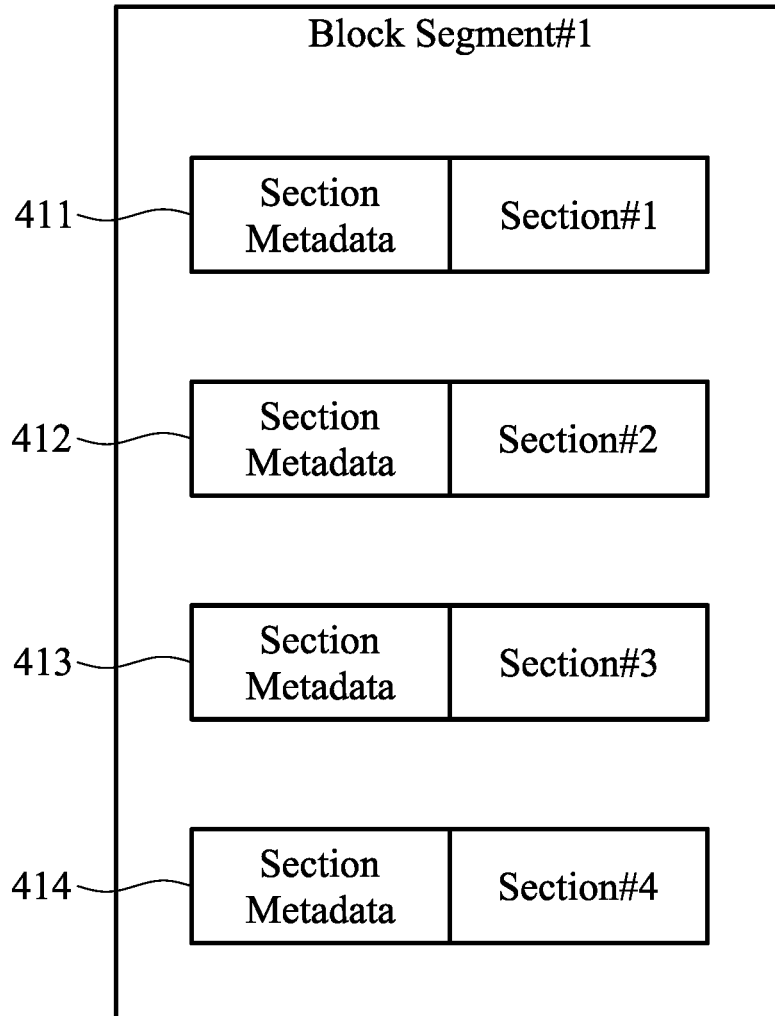 Block Segment#1
411
Section
Metadata
Section#1
412
Section
Metadata
Section#2
413
Section
Metadata
Section#3
414
Section
Metadata
Section#4